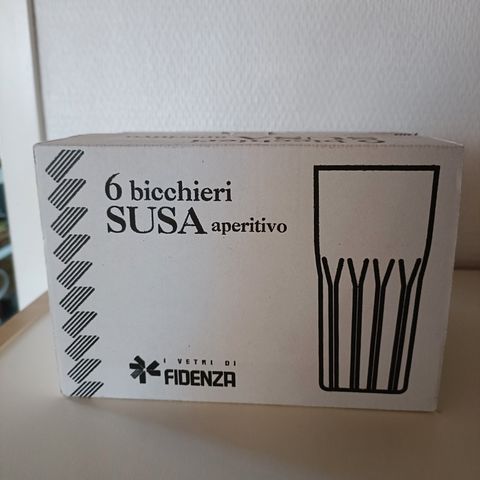 6 bicchieri
SUSA aperitivo
I VETRI DI
FIDENZA